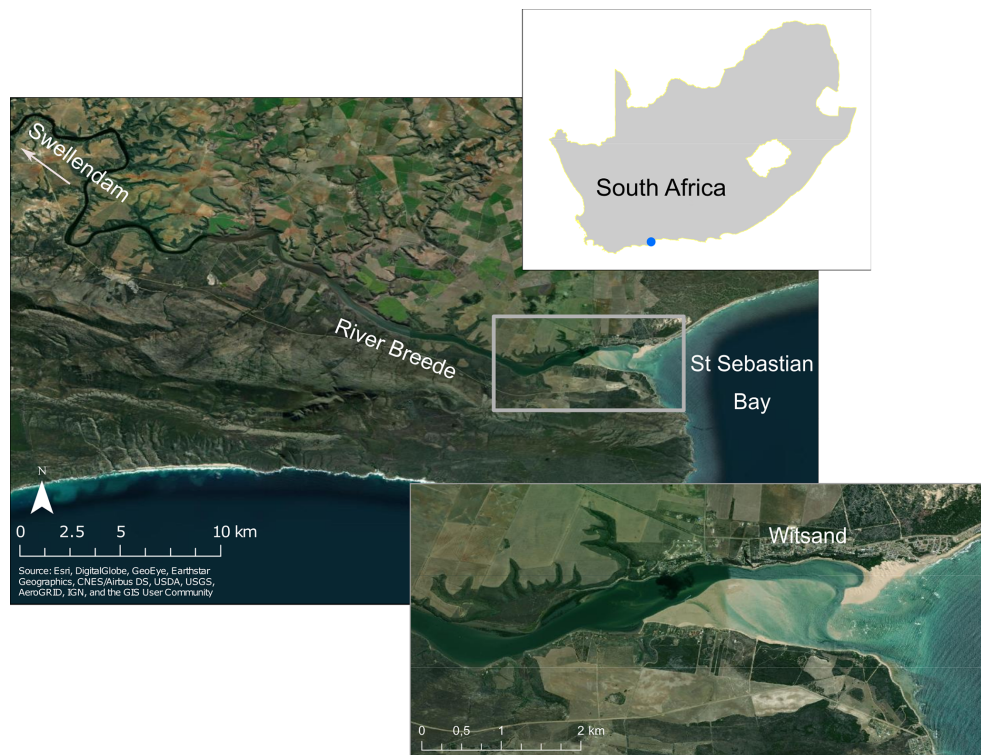 South Africa
Swellendam
River Breede
St Sebastian
Bay
N
0 2.5 5 10 km
Source: Esri, DigitalGlobe, GeoEye, Earthstar
Geographics, CNES/Airbus DS, USDA, USGS,
AeroGRID, IGN, and the GIS User Community
Witsand
0 0,5 1 2 km